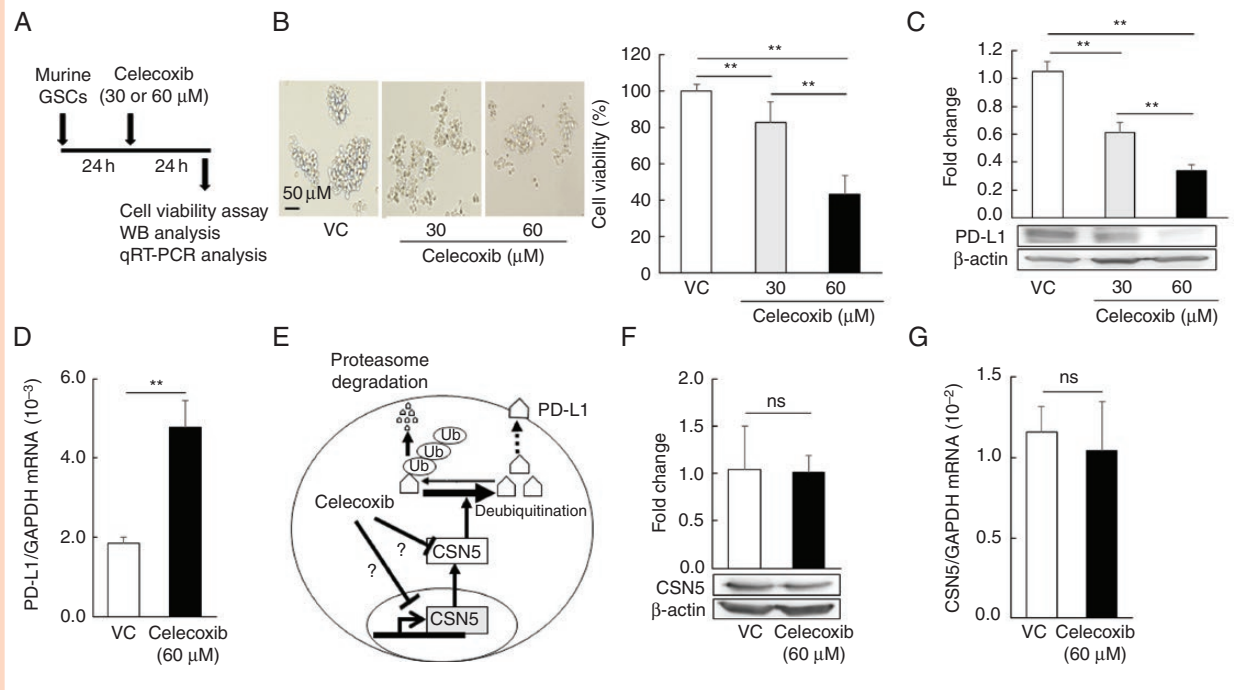 A
Murine
GSCs
Celecoxib
(30 or 60 μM)
24 h
24 h
Cell viability assay
WB analysis
qRT-PCR analysis
B
50 μM
VC
30
60
Celecoxib (μM)
Cell viability (%)
120
100
80
60
40
20
0
**
**
**
VC
30
60
Celecoxib (μM)
C
Fold change
1.2
1.0
0.8
0.6
0.4
0.2
0.0
**
**
**
PD-L1
β-actin
VC
30
60
Celecoxib (μM)
D
PD-L1/GAPDH mRNA (10⁻³)
6.0
4.0
2.0
0.0
**
VC
Celecoxib
(60 μM)
E
Proteasome
degradation
PD-L1
Ub
Ub
Ub
Celecoxib
Deubiquitination
?
?
CSN5
CSN5
F
Fold change
2.0
1.5
1.0
0.5
0.0
ns
CSN5
β-actin
VC
Celecoxib
(60 μM)
G
CSN5/GAPDH mRNA (10⁻²)
1.5
1.0
0.5
0.0
ns
VC
Celecoxib
(60 μM)